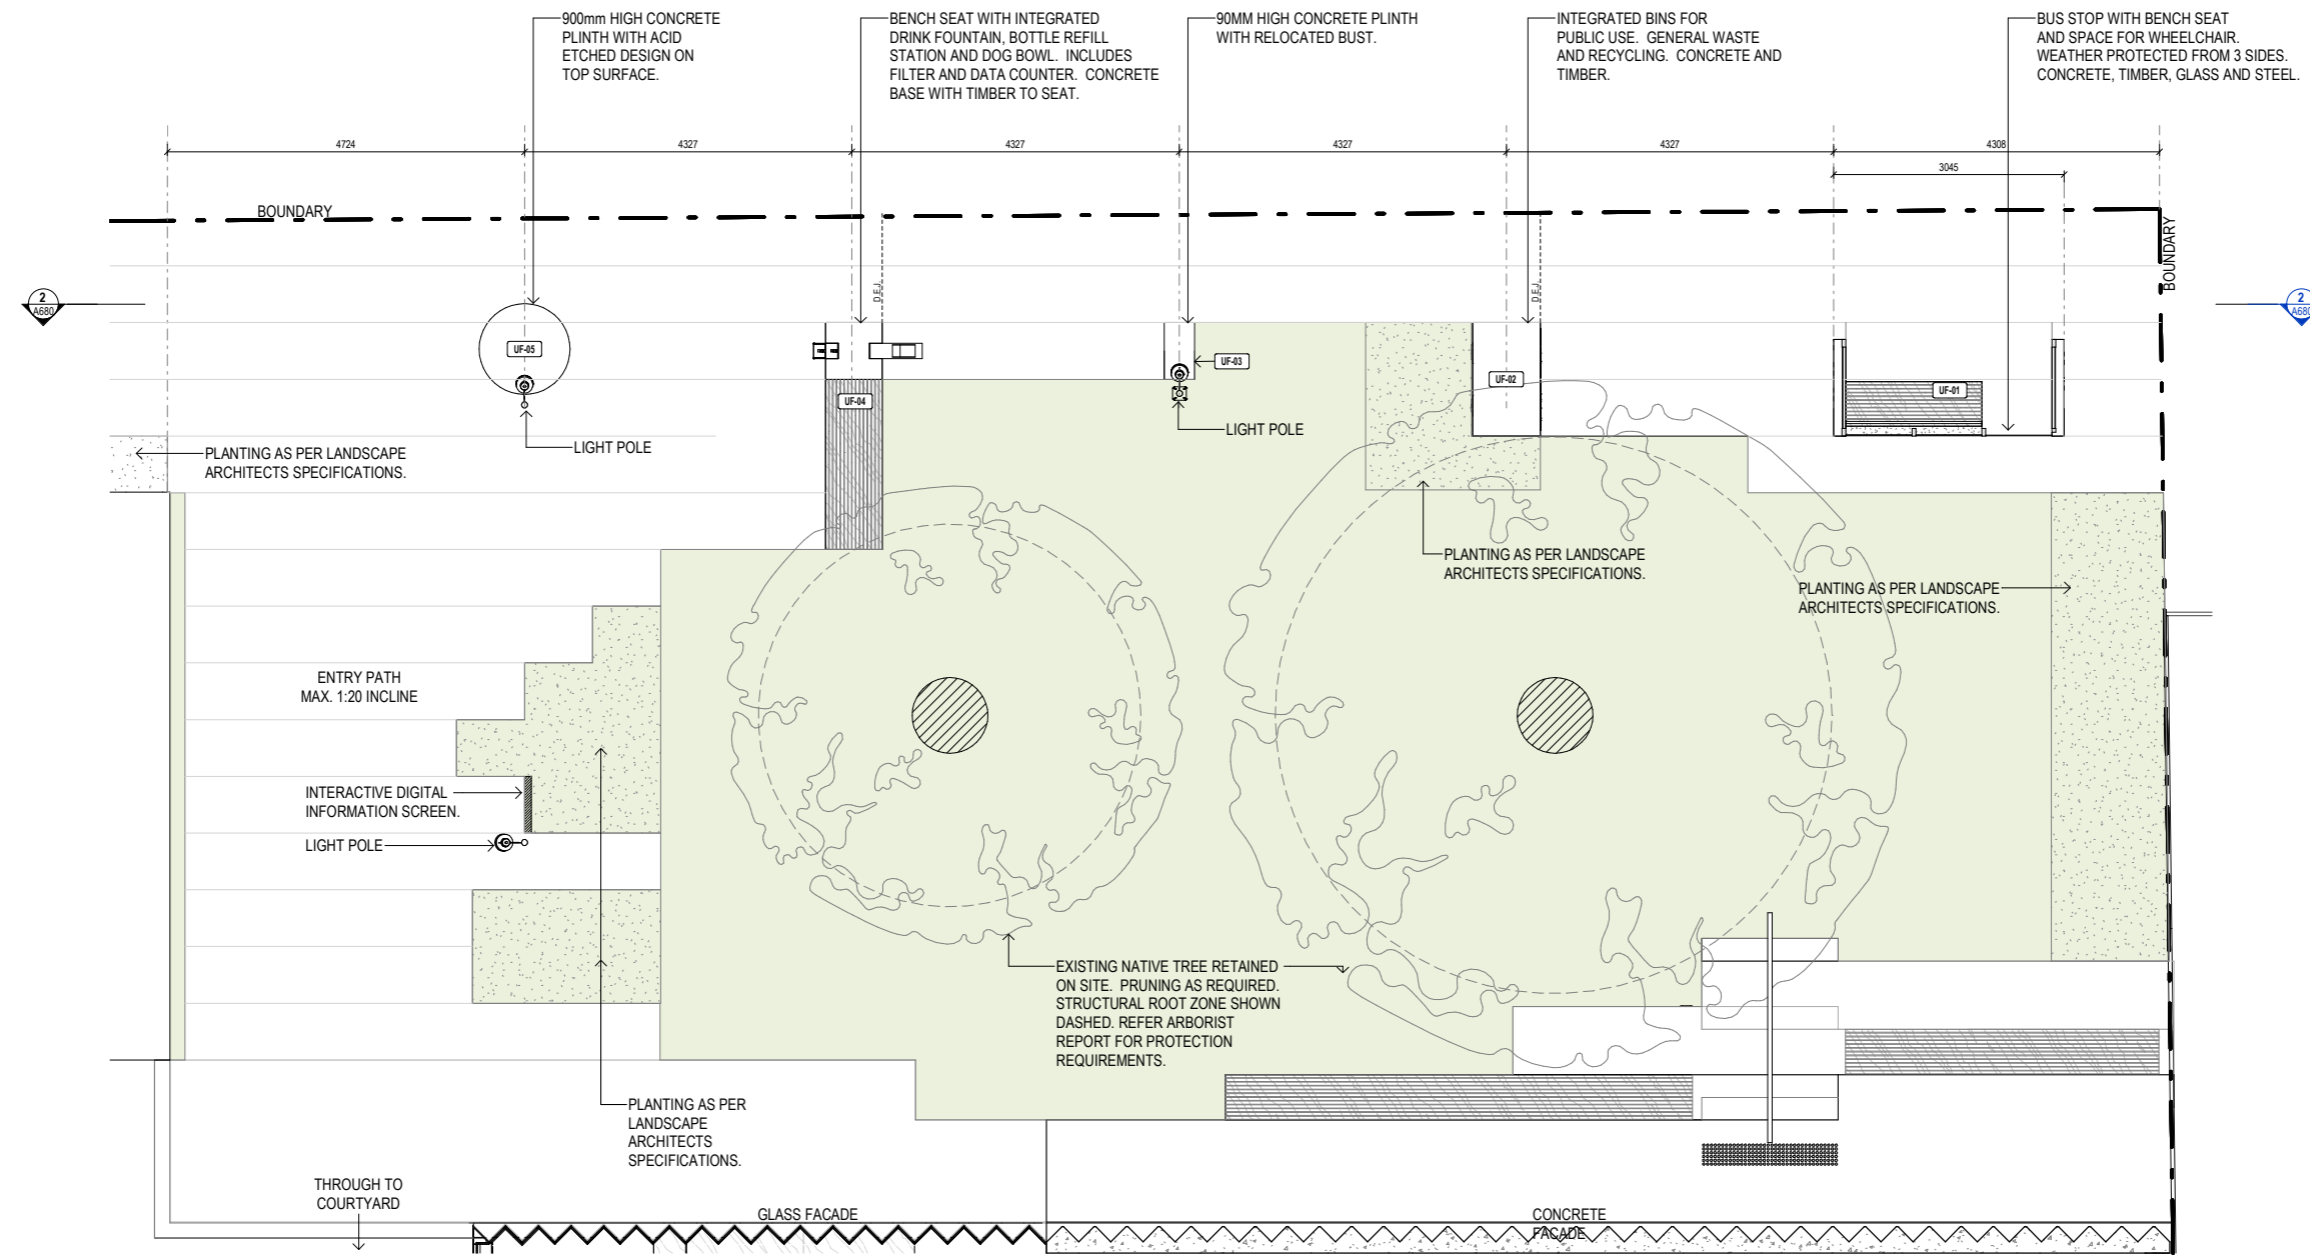 900mm HIGH CONCRETE
PLINTH WITH ACID
ETCHED DESIGN ON
TOP SURFACE.
BENCH SEAT WITH INTEGRATED
DRINK FOUNTAIN, BOTTLE REFILL
STATION AND DOG BOWL. INCLUDES
FILTER AND DATA COUNTER. CONCRETE
BASE WITH TIMBER TO SEAT.
90MM HIGH CONCRETE PLINTH
WITH RELOCATED BUST.
INTEGRATED BINS FOR
PUBLIC USE. GENERAL WASTE
AND RECYCLING. CONCRETE AND
TIMBER.
BUS STOP WITH BENCH SEAT
AND SPACE FOR WHEELCHAIR.
WEATHER PROTECTED FROM 3 SIDES.
CONCRETE, TIMBER, GLASS AND STEEL.
4724
4327
4327
4327
4327
4308
3045
BOUNDARY
BOUNDARY
2
A680
2
A680
D.E.J.
D.E.J.
UF-05
UF-04
UF-03
UF-02
UF-01
LIGHT POLE
LIGHT POLE
PLANTING AS PER LANDSCAPE
ARCHITECTS SPECIFICATIONS.
PLANTING AS PER LANDSCAPE
ARCHITECTS SPECIFICATIONS.
PLANTING AS PER LANDSCAPE
ARCHITECTS SPECIFICATIONS.
ENTRY PATH
MAX. 1:20 INCLINE
INTERACTIVE DIGITAL
INFORMATION SCREEN.
LIGHT POLE
EXISTING NATIVE TREE RETAINED
ON SITE. PRUNING AS REQUIRED.
STRUCTURAL ROOT ZONE SHOWN
DASHED. REFER ARBORIST
REPORT FOR PROTECTION
REQUIREMENTS.
PLANTING AS PER
LANDSCAPE
ARCHITECTS
SPECIFICATIONS.
THROUGH TO
COURTYARD
GLASS FACADE
CONCRETE
FACADE